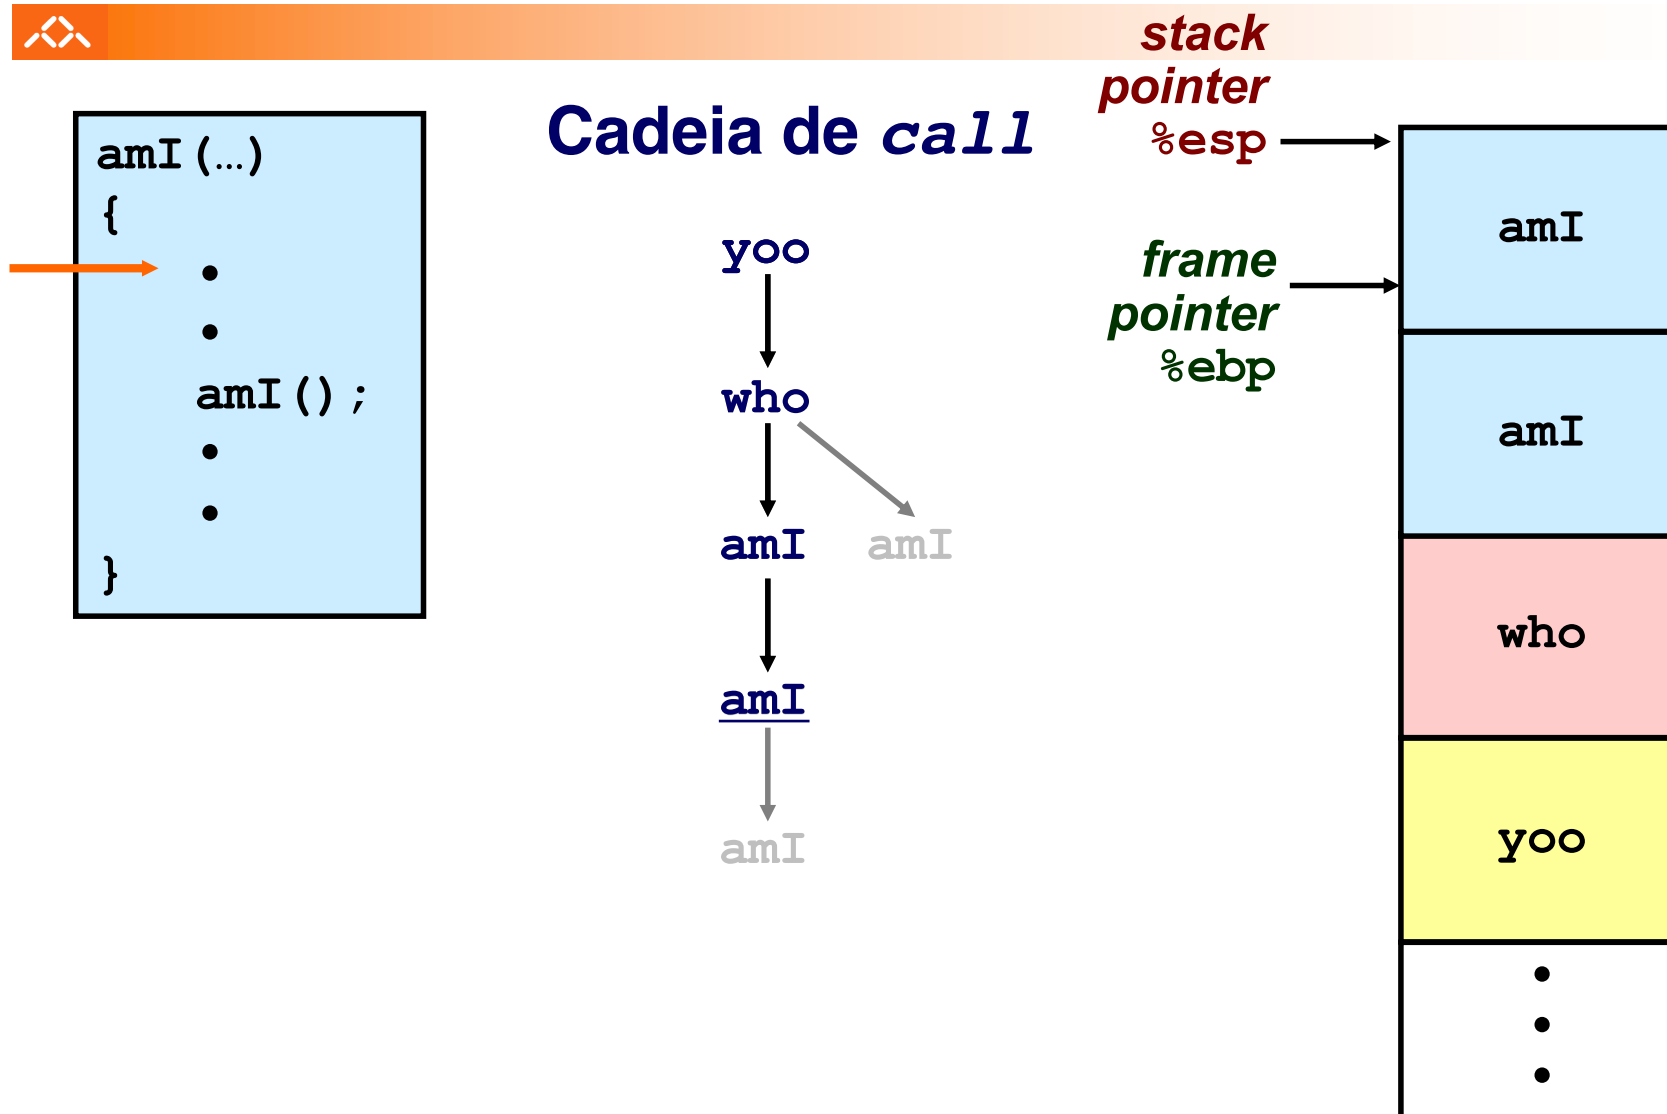 Cadeia de call
amI(…)
{
•
•
amI();
•
•
}
yoo
who
amI amI
amI
amI
stack
pointer
%esp
frame
pointer
%ebp
amI
amI
who
yoo
•
•
•